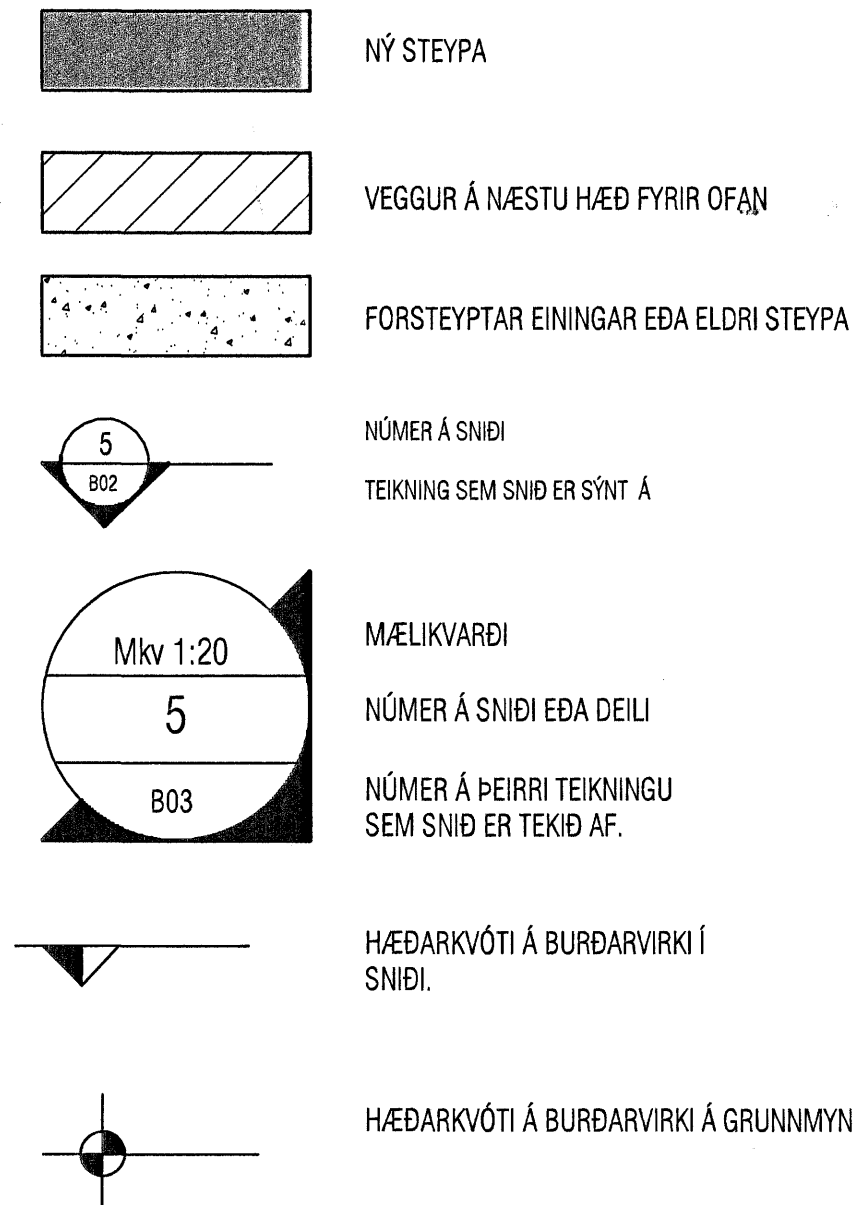 NÝ STEYPA
VEGGUR Á NÆSTU HÆÐ FYRIR OFAN
FORSTEYPTAR EININGAR EÐA ELDRI STEYPA
5
B02
NÚMER Á SNIÐI
TEIKNING SEM SNIÐ ER SÝNT Á
Mkv 1:20
5
B03
MÆLIKVARÐI
NÚMER Á SNIÐI EÐA DEILI
NÚMER Á ÞEIRRI TEIKNINGU
SEM SNIÐ ER TEKIÐ AF.
HÆÐARKVÓTI Á BURÐARVIRKI Í
SNIÐI.
HÆÐARKVÓTI Á BURÐARVIRKI Á GRUNNMYN